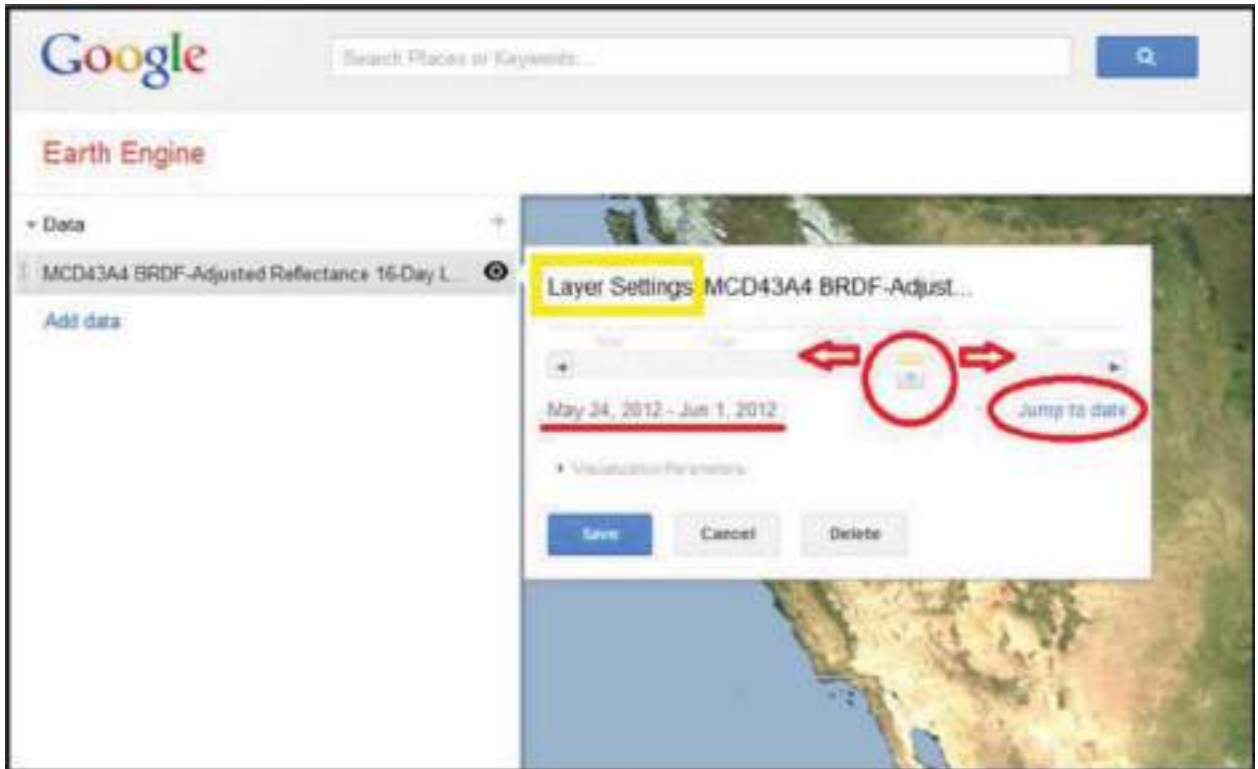 Google
Search Places or Keywords...
Earth Engine
Data
MCD43A4 BRDF-Adjusted Reflectance 16-Day L...
Add data
Layer Settings MCD43A4 BRDF-Adjust...
May 24, 2012 - Jun 1, 2012
Jump to date
Visualization Parameters
Save Cancel Delete